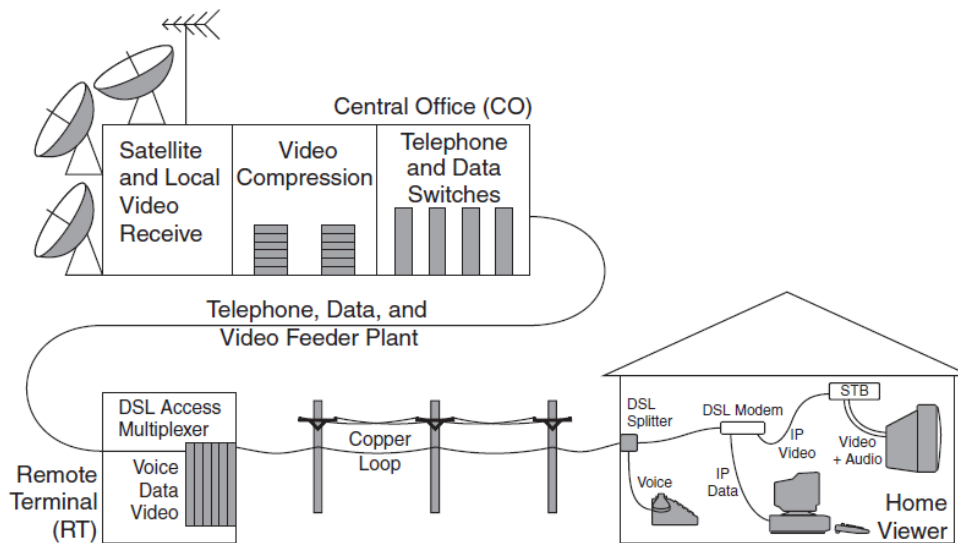 Central Office (CO)
Satellite
and Local
Video
Receive
Video
Compression
Telephone
and Data
Switches
Telephone, Data, and
Video Feeder Plant
DSL Access
Multiplexer
Voice
Data
Video
Remote
Terminal
(RT)
Copper
Loop
DSL
Splitter
DSL Modem
STB
IP
Video
Video
+ Audio
Voice
IP
Data
Home
Viewer